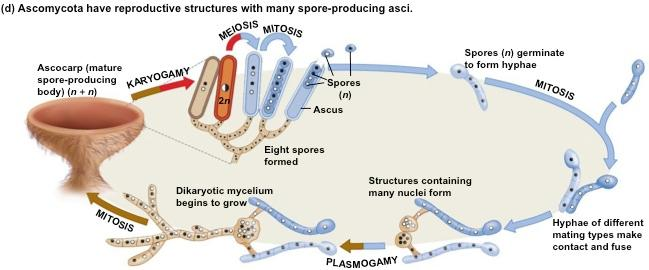 (d) Ascomycota have reproductive structures with many spore-producing asci.
MEIOSIS
MITOSIS
Ascocarp (mature
spore-producing
body) (n + n)
KARYOGAMY
2n
Spores
(n)
Ascus
Eight spores
formed
Spores (n) germinate
to form hyphae
MITOSIS
Hyphae of different
mating types make
contact and fuse
Structures containing
many nuclei form
PLASMOGAMY
Dikaryotic mycelium
begins to grow
MITOSIS